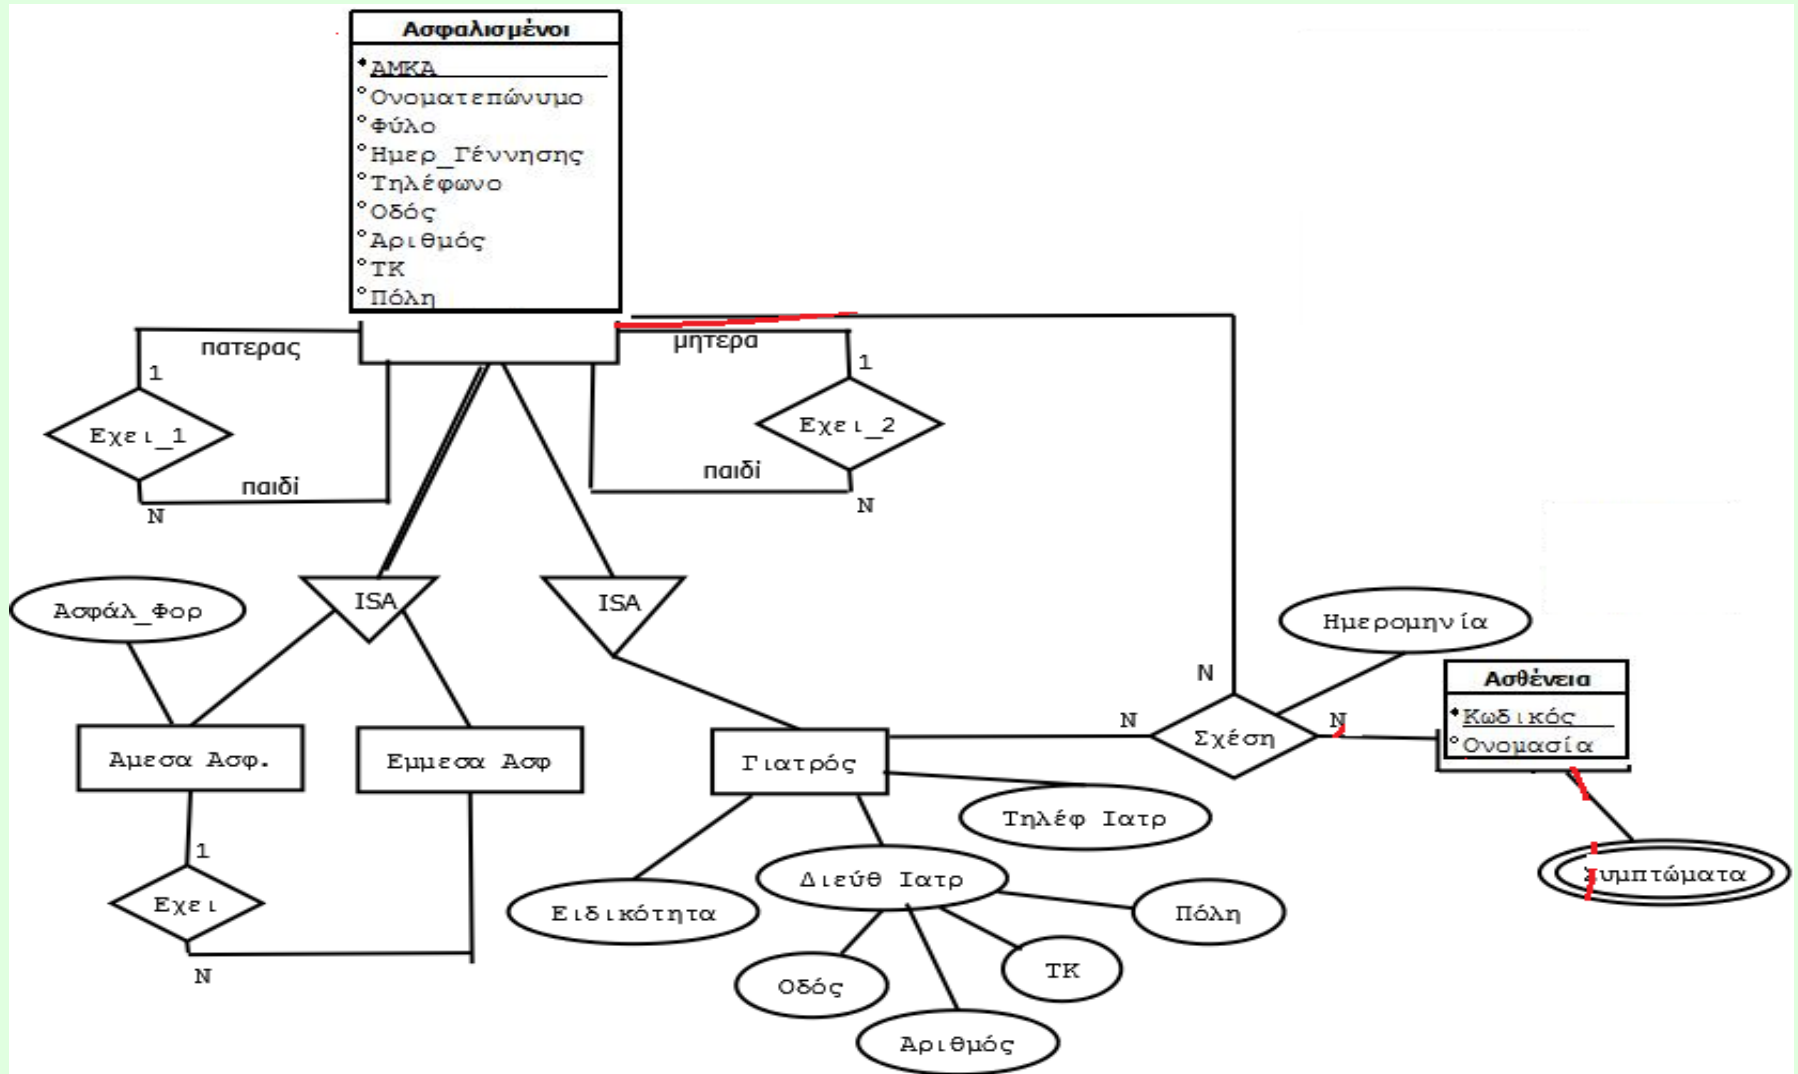 Ασφαλισμένοι
ΑΜΚΑ
Ονοματεπώνυμο
Φύλο
Ημερ_Γέννησης
Τηλέφωνο
Οδός
Αριθμός
ΤΚ
Πόλη
πατερας
μητερα
1
1
Εχει_1
Εχει_2
παιδί
παιδί
N
N
ISA
ISA
Ασφάλ_Φορ
Ημερομηνία
N
Ασθένεια
Κωδικός
Ονομασία
N
N
Σχέση
Άμεσα Ασφ.
Εμμεσα Ασφ
Γιατρός
Τηλέφ Ιατρ
1
Εχει
Διεύθ Ιατρ
Συμπτώματα
Ειδικότητα
Πόλη
N
Οδός
ΤΚ
Αριθμός